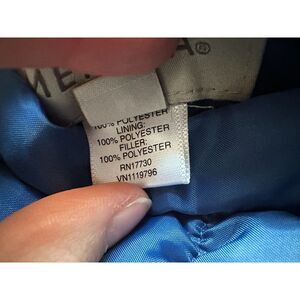 100% POLYESTER
LINING:
100% POLYESTER
FILLER:
100% POLYESTER
RN17730
VN1119796